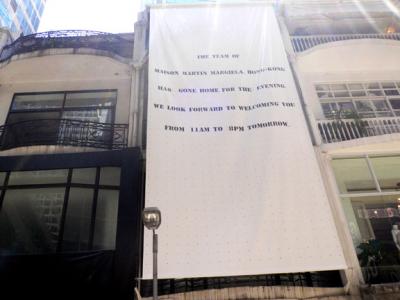 THE TEAM OF
MAISON MARTIN MARGIELA, HONG-KONG
HAS GONE HOME FOR THE EVENING.
WE LOOK FORWARD TO WELCOMING YOU
FROM 11AM TO 8PM TOMORROW.